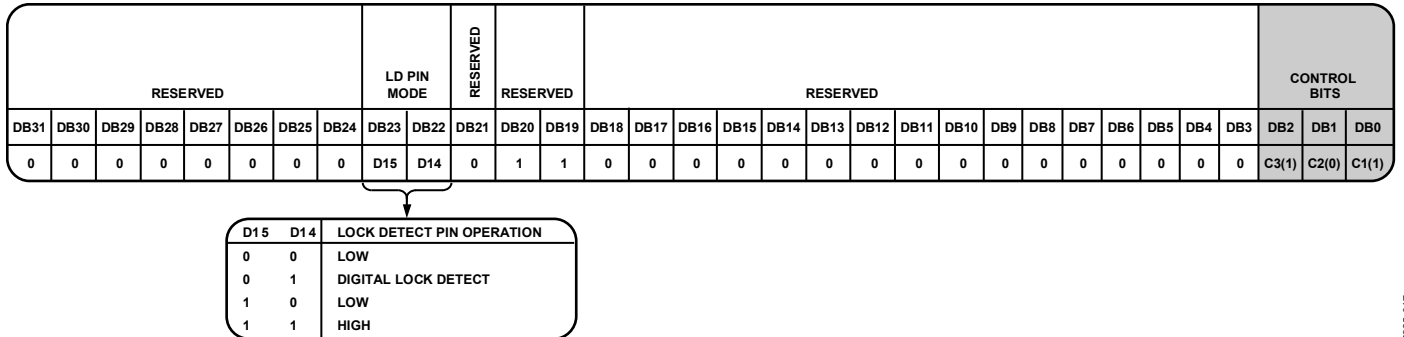 RESERVED
LD PIN
MODE
RESERVED
RESERVED
RESERVED
CONTROL
BITS
DB31 DB30 DB29 DB28 DB27 DB26 DB25 DB24 DB23 DB22 DB21 DB20 DB19 DB18 DB17 DB16 DB15 DB14 DB13 DB12 DB11 DB10 DB9 DB8 DB7 DB6 DB5 DB4 DB3 DB2 DB1 DB0
0 0 0 0 0 0 0 0 D15 D14 0 1 1 0 0 0 0 0 0 0 0 0 0 0 0 0 0 0 0 C3(1) C2(0) C1(1)
D15 D14 LOCK DETECT PIN OPERATION
0 0 LOW
0 1 DIGITAL LOCK DETECT
1 0 LOW
1 1 HIGH